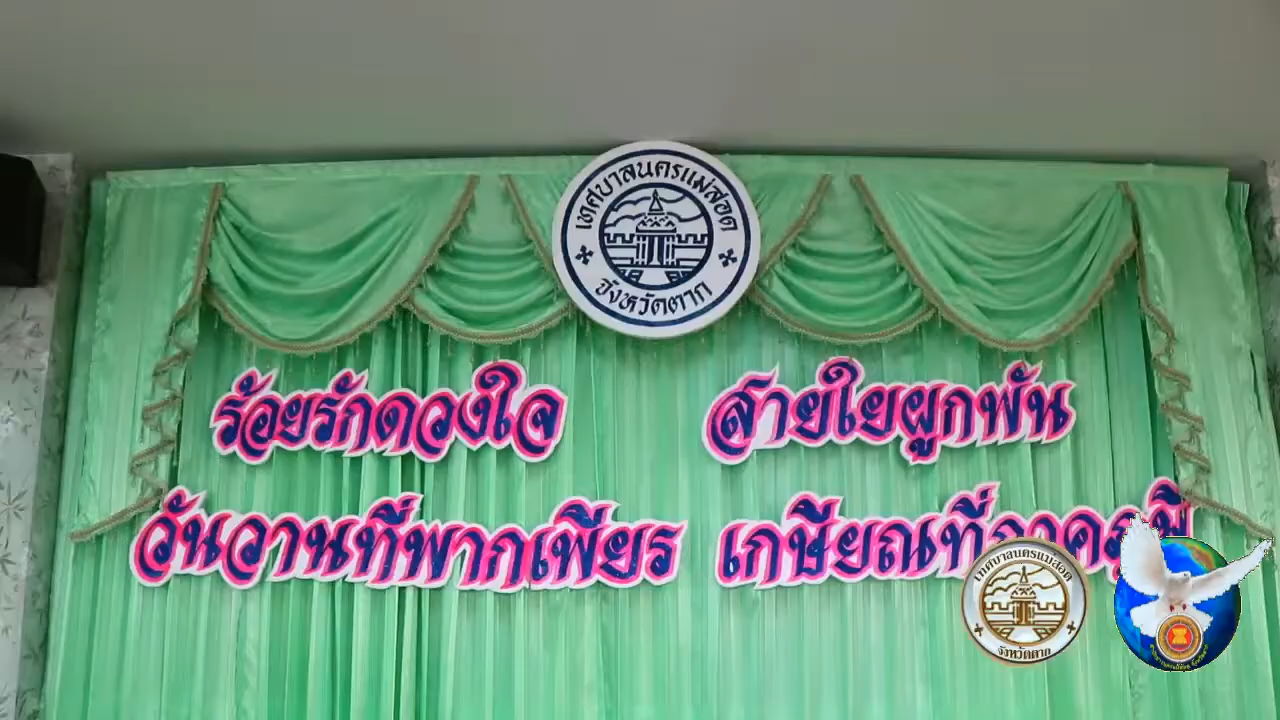 เทศบาลนครแม่สอด
จังหวัดตาก
ร้อยรักดวงใจ สายใยผูกพัน
วันวานที่พากเพียร เกษียณที่ภาคภูมิ
เทศบาลนครแม่สอด
จังหวัดตาก